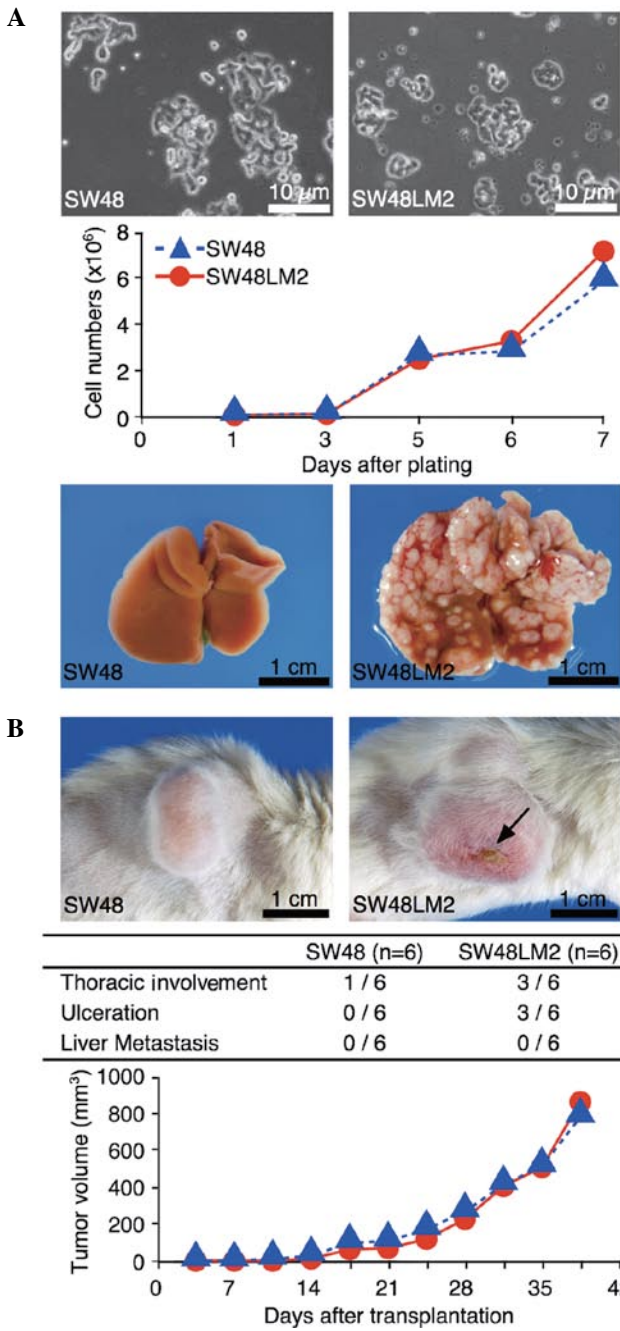 A
SW48
10 µm
SW48LM2
10 µm
SW48
SW48LM2
Cell numbers (x10⁶)
8
6
4
2
0
0 1 3 5 6 7
Days after plating
SW48
1 cm
SW48LM2
1 cm
B
SW48
1 cm
SW48LM2
1 cm
SW48 (n=6) SW48LM2 (n=6)
Thoracic involvement 1 / 6 3 / 6
Ulceration 0 / 6 3 / 6
Liver Metastasis 0 / 6 0 / 6
Tumor volume (mm³)
1000
800
600
400
200
0
0 7 14 21 28 35 4
Days after transplantation